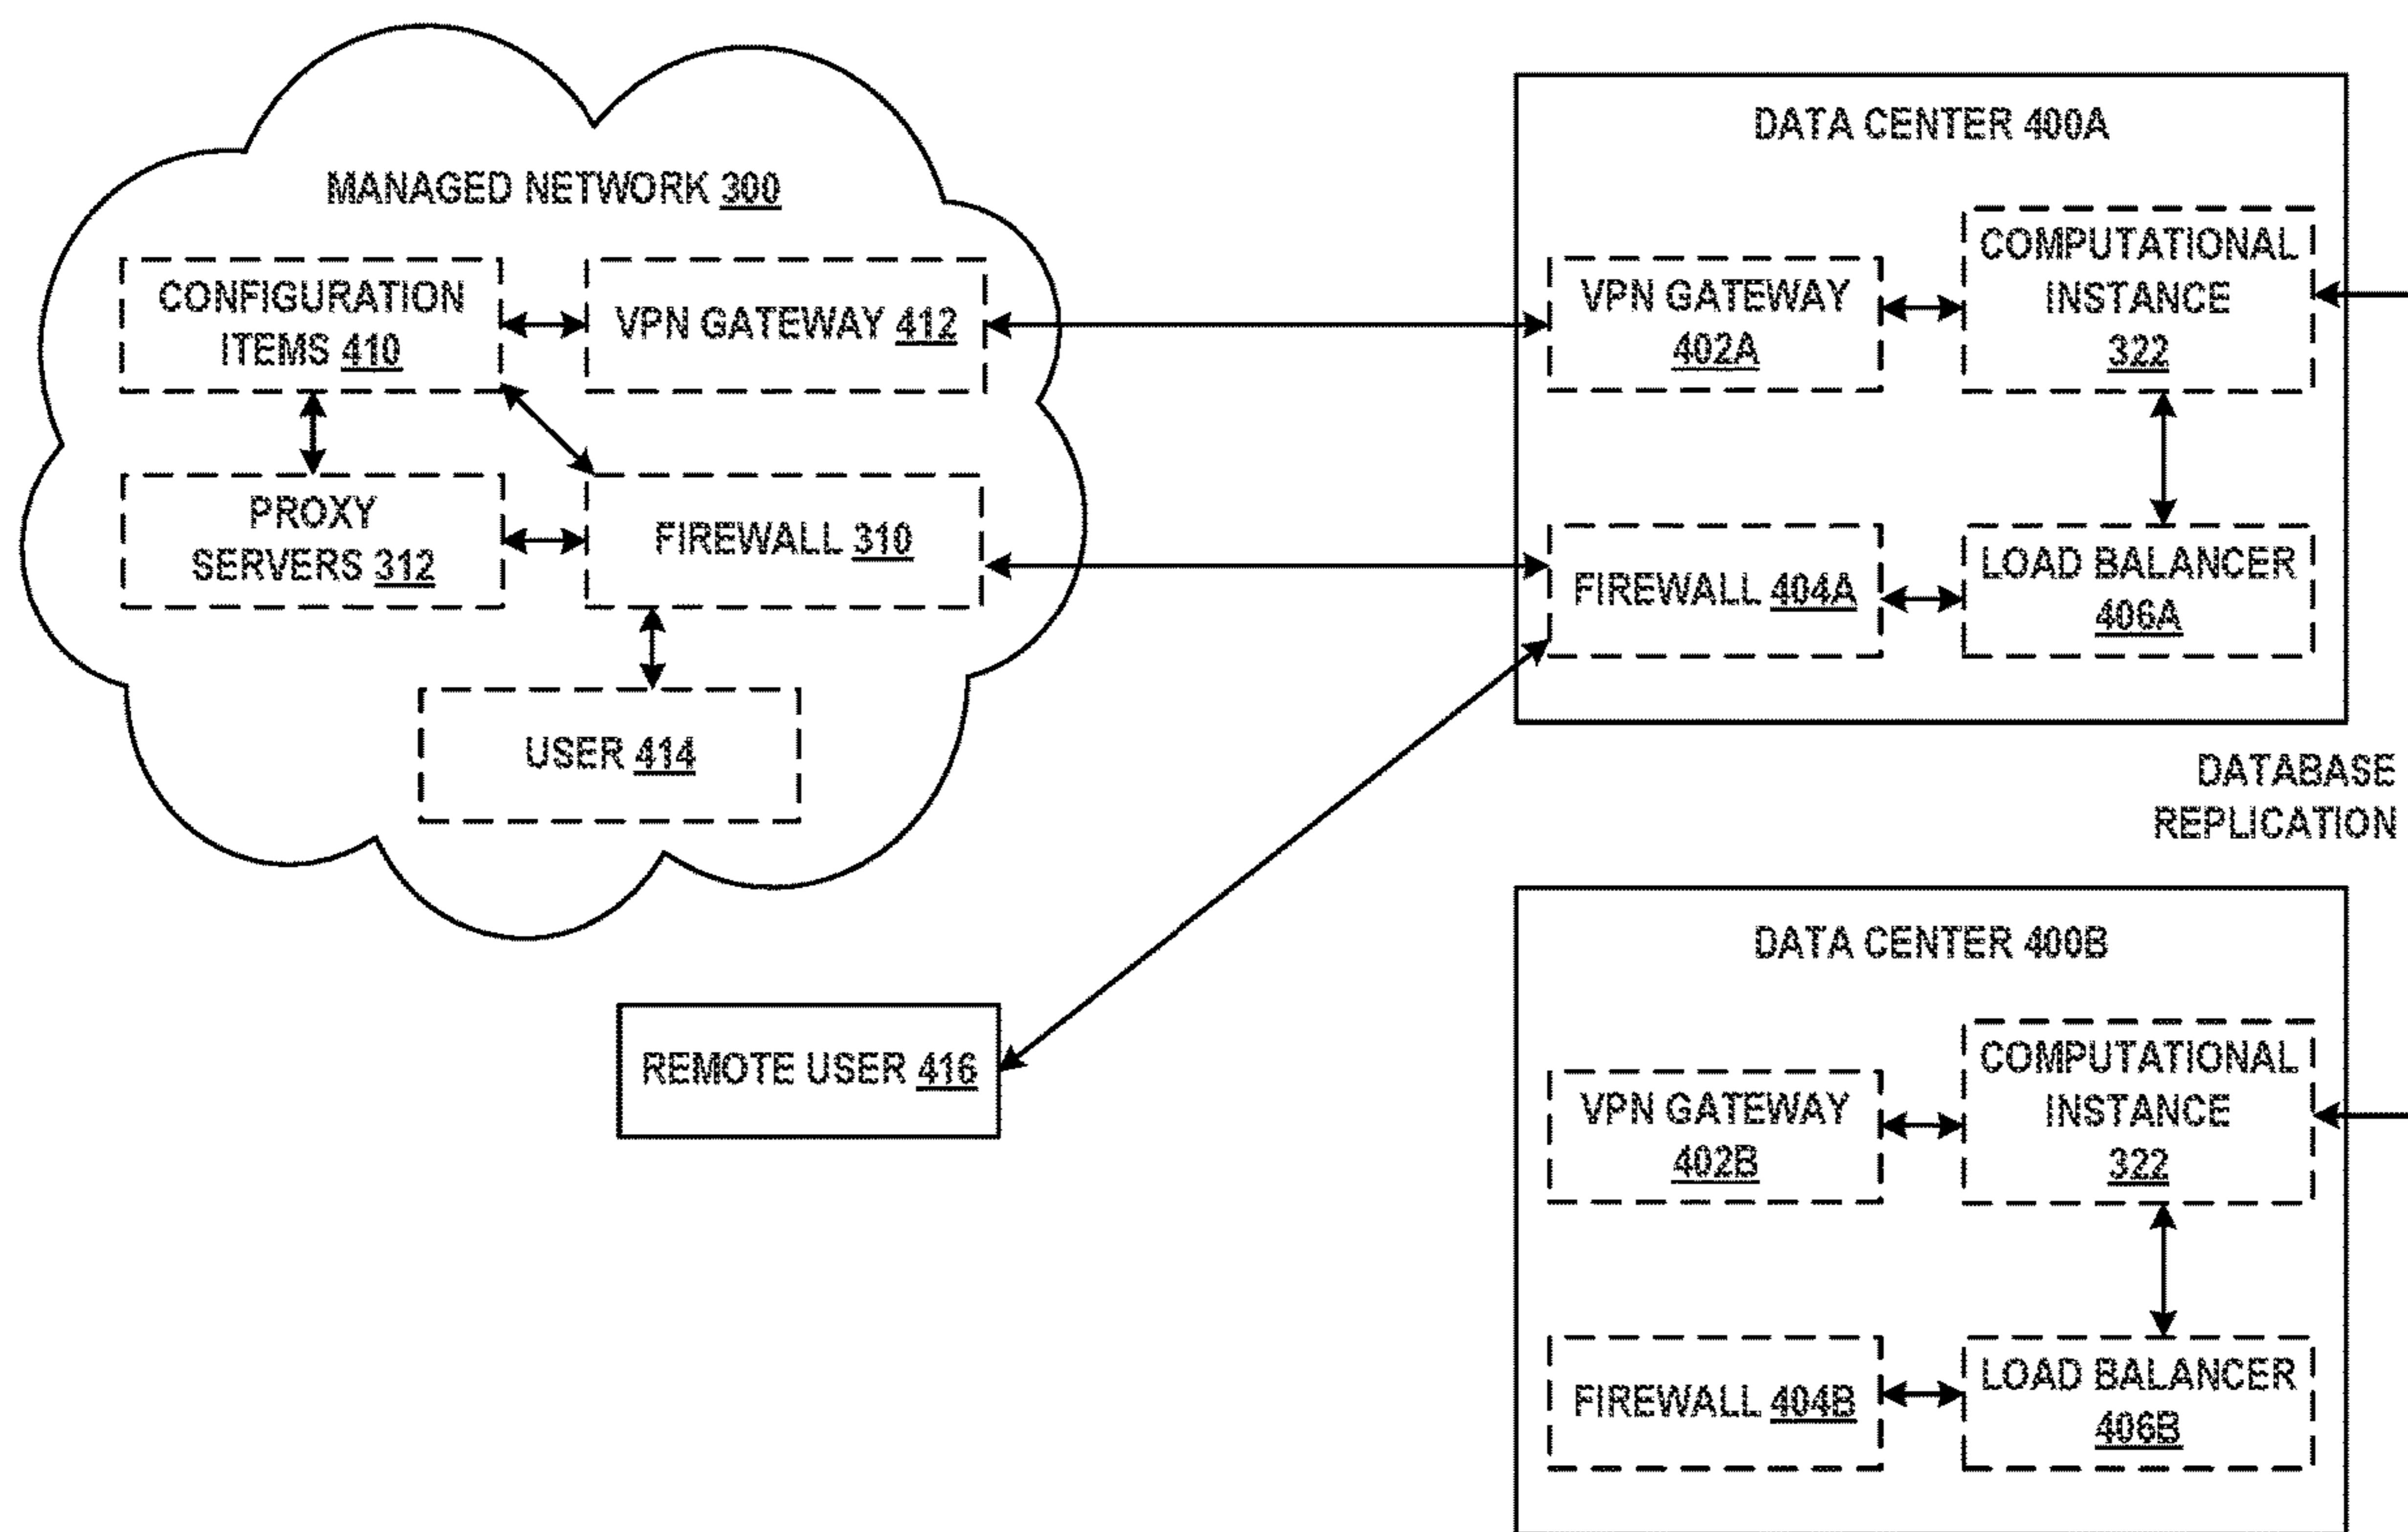 MANAGED NETWORK 300
CONFIGURATION
ITEMS 410
VPN GATEWAY 412
PROXY
SERVERS 312
FIREWALL 310
USER 414
REMOTE USER 416
DATA CENTER 400A
VPN GATEWAY
402A
COMPUTATIONAL
INSTANCE
322
FIREWALL 404A
LOAD BALANCER
406A
DATABASE
REPLICATION
DATA CENTER 400B
VPN GATEWAY
402B
COMPUTATIONAL
INSTANCE
322
FIREWALL 404B
LOAD BALANCER
406B